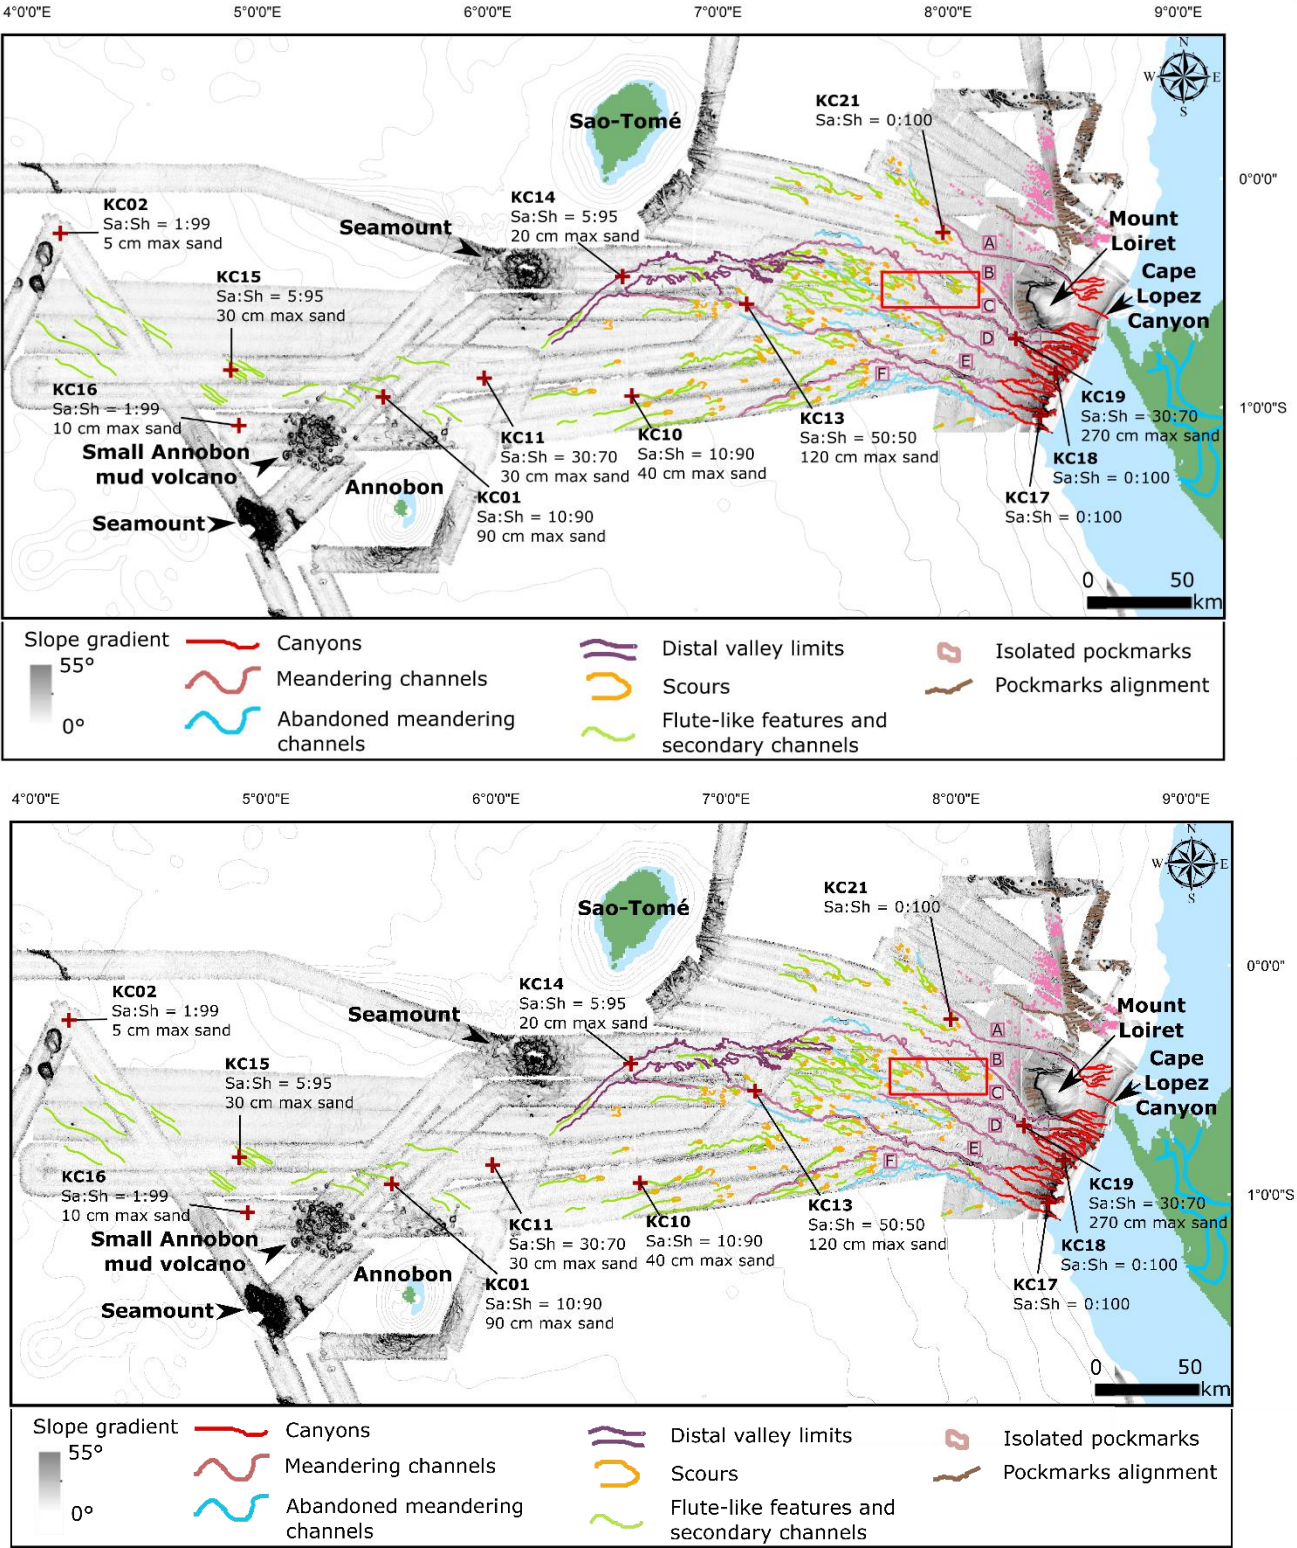 4°0'0"E 5°0'0"E 6°0'0"E 7°0'0"E 8°0'0"E 9°0'0"E
N
W E
S
KC21
Sa:Sh = 0:100
Sao-Tomé
0°0'0"
KC02
Sa:Sh = 1:99
5 cm max sand
KC14
Sa:Sh = 5:95
20 cm max sand
Seamount
Mount
Loiret
A
B
C
D
E
F
Cape
Lopez
Canyon
KC15
Sa:Sh = 5:95
30 cm max sand
KC16
Sa:Sh = 1:99
10 cm max sand
Small Annobon
mud volcano
Seamount
Annobon
KC11
Sa:Sh = 30:70
30 cm max sand
KC01
Sa:Sh = 10:90
90 cm max sand
KC10
Sa:Sh = 10:90
40 cm max sand
KC13
Sa:Sh = 50:50
120 cm max sand
KC19
Sa:Sh = 30:70
270 cm max sand
1°0'0"S
KC18
Sa:Sh = 0:100
KC17
Sa:Sh = 0:100
0 50
km
Slope gradient
55°
0°
Canyons
Meandering channels
Abandoned meandering
channels
Distal valley limits
Scours
Flute-like features and
secondary channels
Isolated pockmarks
Pockmarks alignment
4°0'0"E 5°0'0"E 6°0'0"E 7°0'0"E 8°0'0"E 9°0'0"E
N
W E
S
KC21
Sa:Sh = 0:100
Sao-Tomé
0°0'0"
KC02
Sa:Sh = 1:99
5 cm max sand
KC14
Sa:Sh = 5:95
20 cm max sand
Seamount
Mount
Loiret
A
B
C
D
E
F
Cape
Lopez
Canyon
KC15
Sa:Sh = 5:95
30 cm max sand
KC16
Sa:Sh = 1:99
10 cm max sand
Small Annobon
mud volcano
Seamount
Annobon
KC11
Sa:Sh = 30:70
30 cm max sand
KC01
Sa:Sh = 10:90
90 cm max sand
KC10
Sa:Sh = 10:90
40 cm max sand
KC13
Sa:Sh = 50:50
120 cm max sand
KC19
Sa:Sh = 30:70
270 cm max sand
1°0'0"S
KC18
Sa:Sh = 0:100
KC17
Sa:Sh = 0:100
0 50
km
Slope gradient
55°
0°
Canyons
Meandering channels
Abandoned meandering
channels
Distal valley limits
Scours
Flute-like features and
secondary channels
Isolated pockmarks
Pockmarks alignment